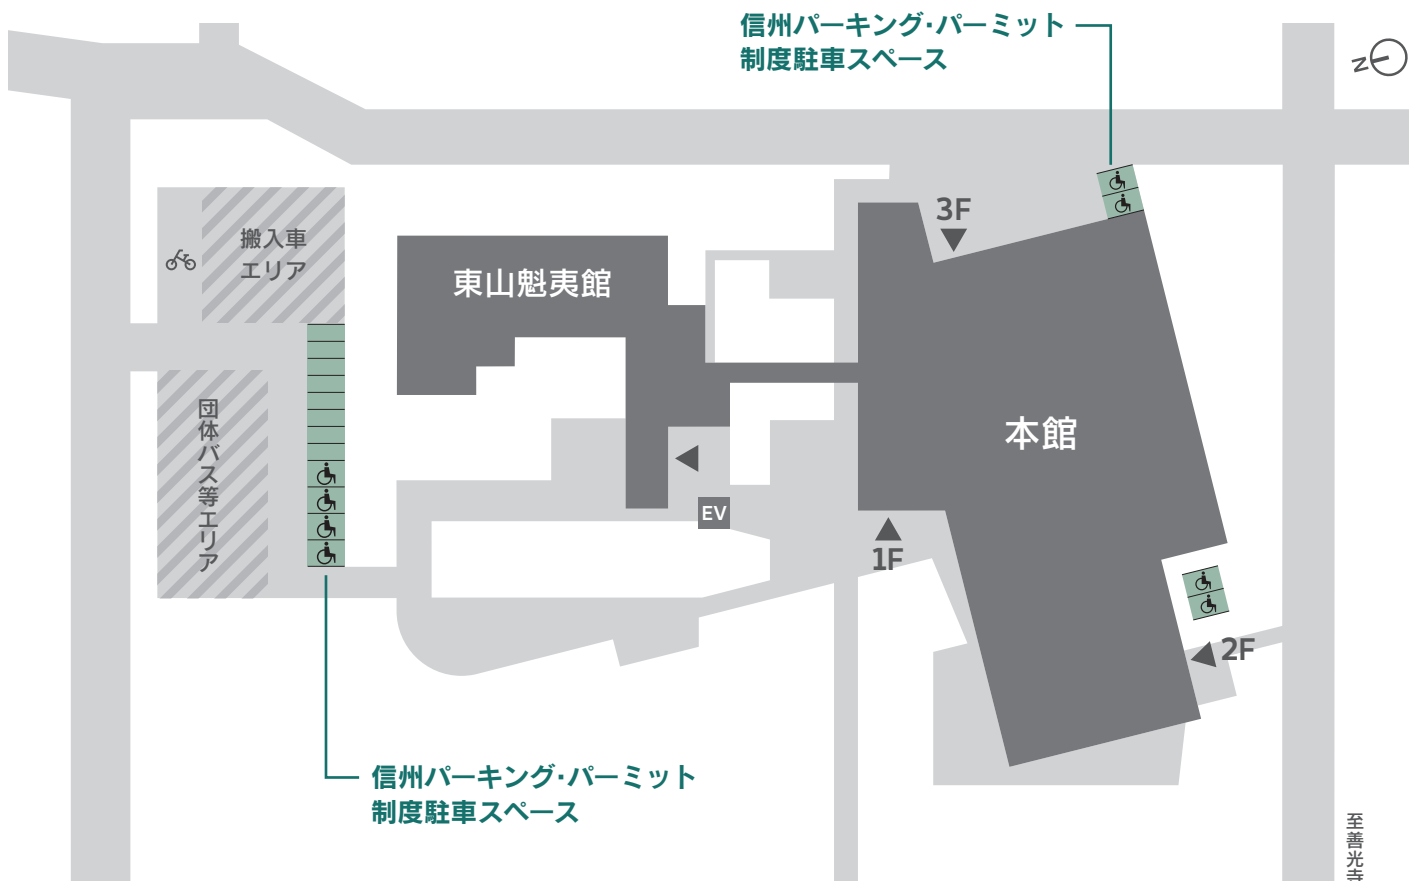 信州パーキング・パーミット
制度駐車スペース
N
3F
搬入車
エリア
東山魁夷館
団体バス等エリア
本館
EV
1F
2F
信州パーキング・パーミット
制度駐車スペース
至善光寺